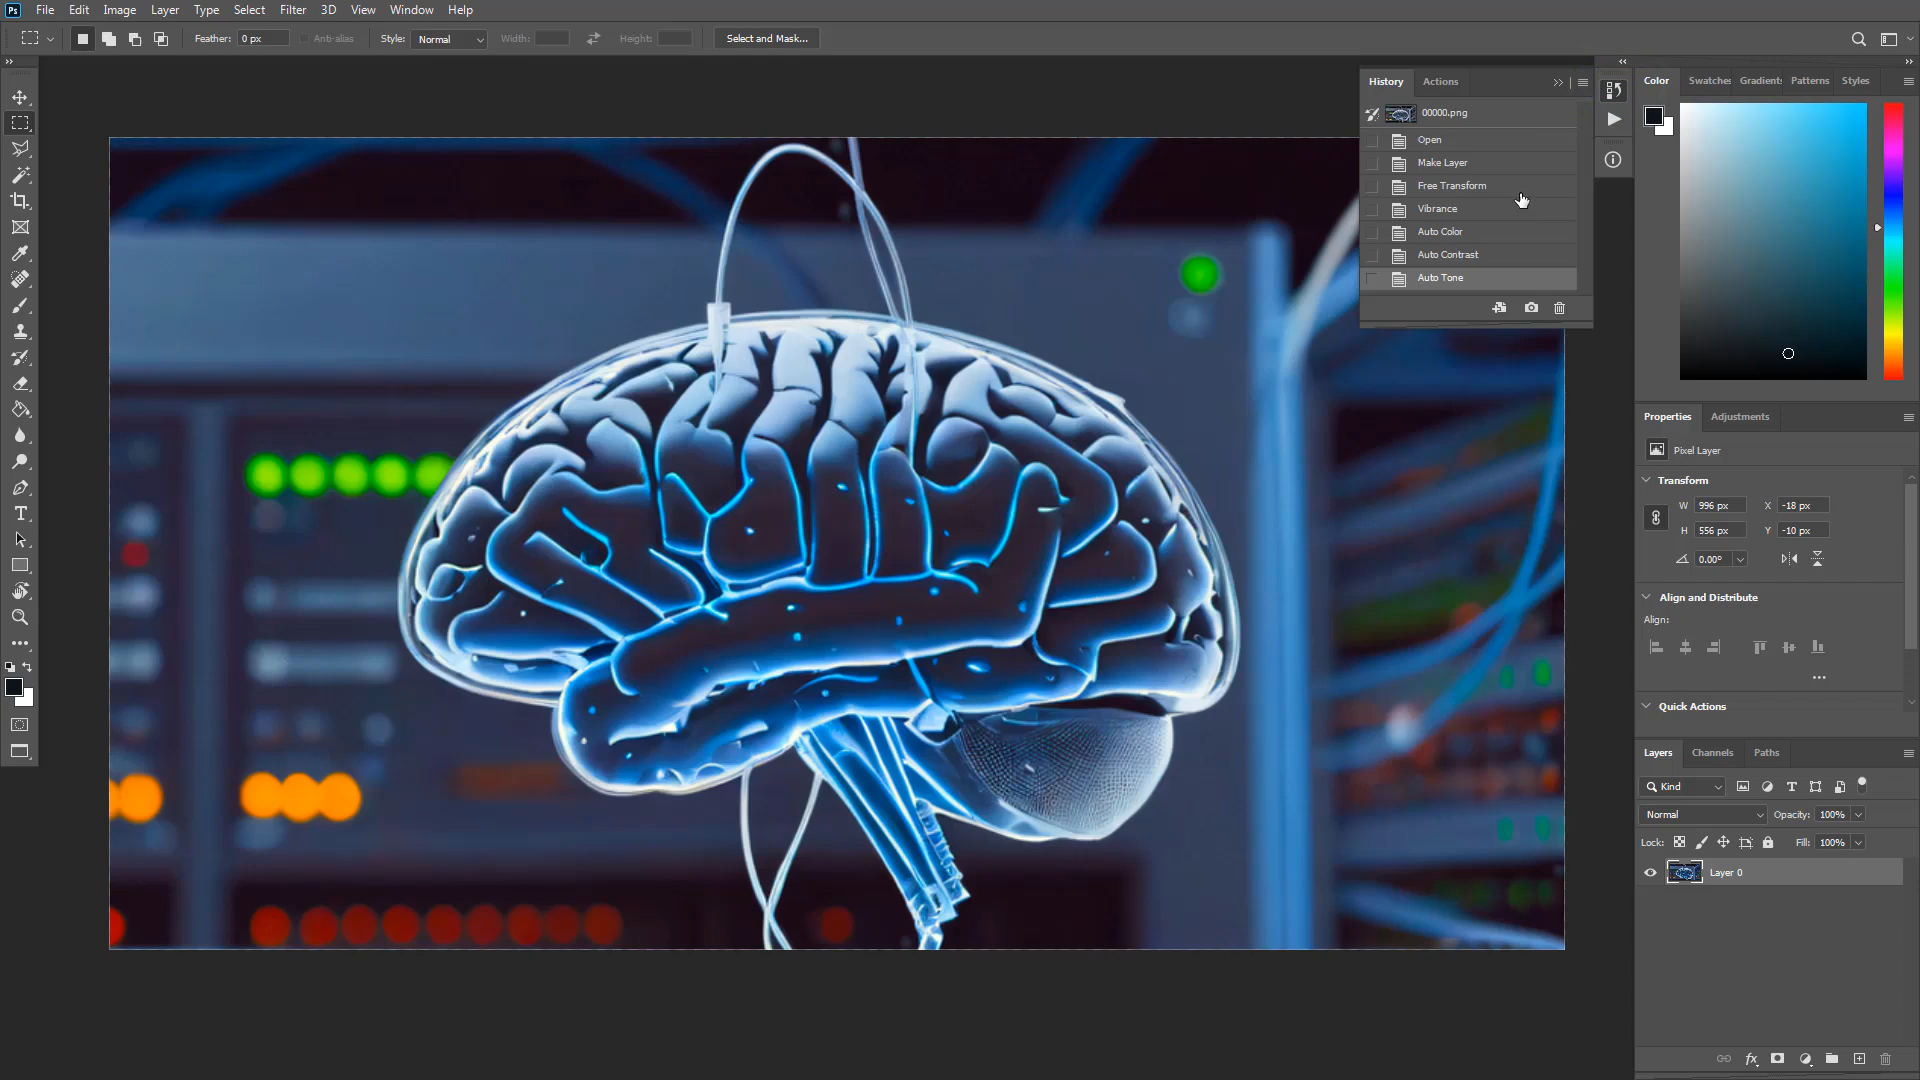 Ps File Edit Image Layer Type Select Filter 3D View Window Help
Feather: 0 px Anti-alias Style: Normal Width: Height: Select and Mask...
History Actions
00000.png
Open
Make Layer
Free Transform
Vibrance
Auto Color
Auto Contrast
Auto Tone
Color Swatches Gradients Patterns Styles
Properties Adjustments
Pixel Layer
Transform
W 996 px X -18 px
H 556 px Y -10 px
0.00°
Align and Distribute
Align:
Quick Actions
Layers Channels Paths
Kind
Normal Opacity: 100%
Lock: Fill: 100%
Layer 0
fx